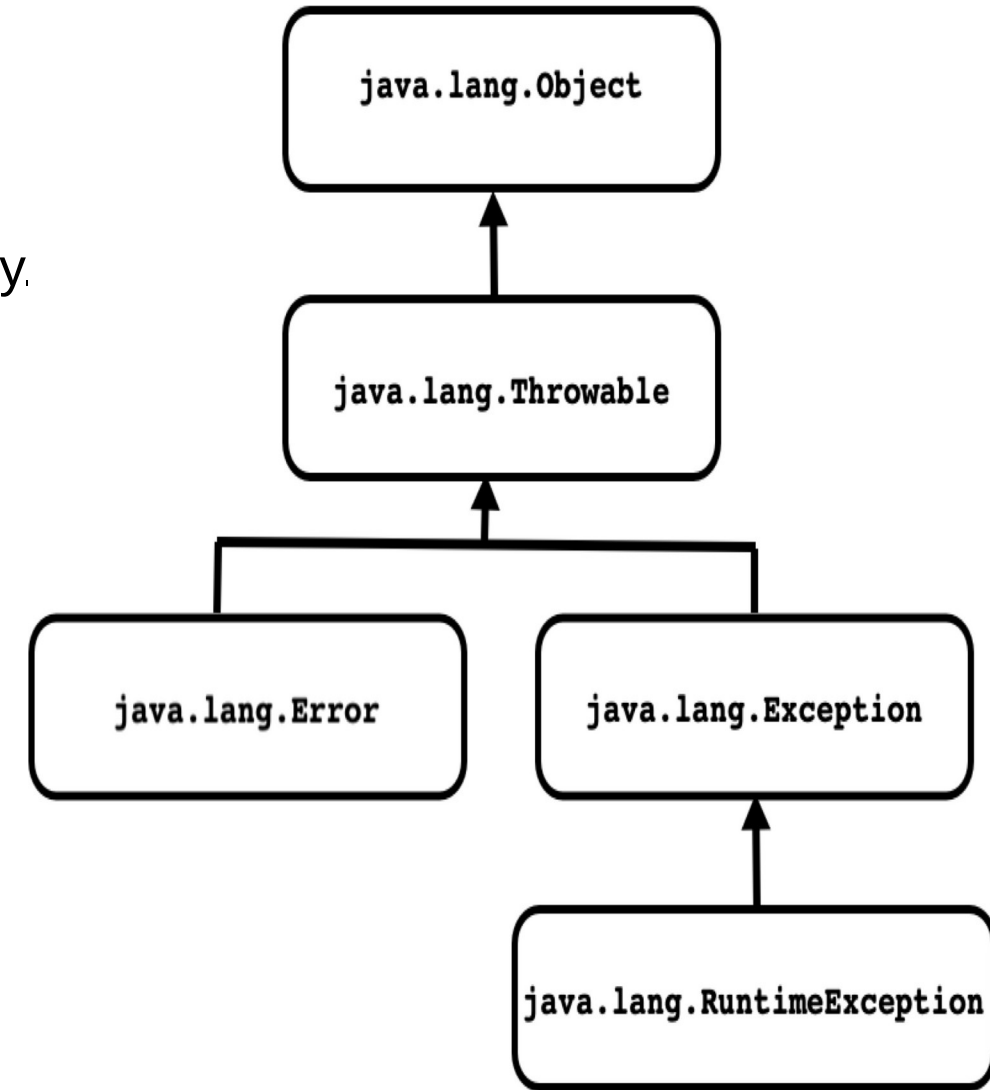 java.lang.Object
y.
java.lang.Throwable
java.lang.Error
java.lang.Exception
java.lang.RuntimeException